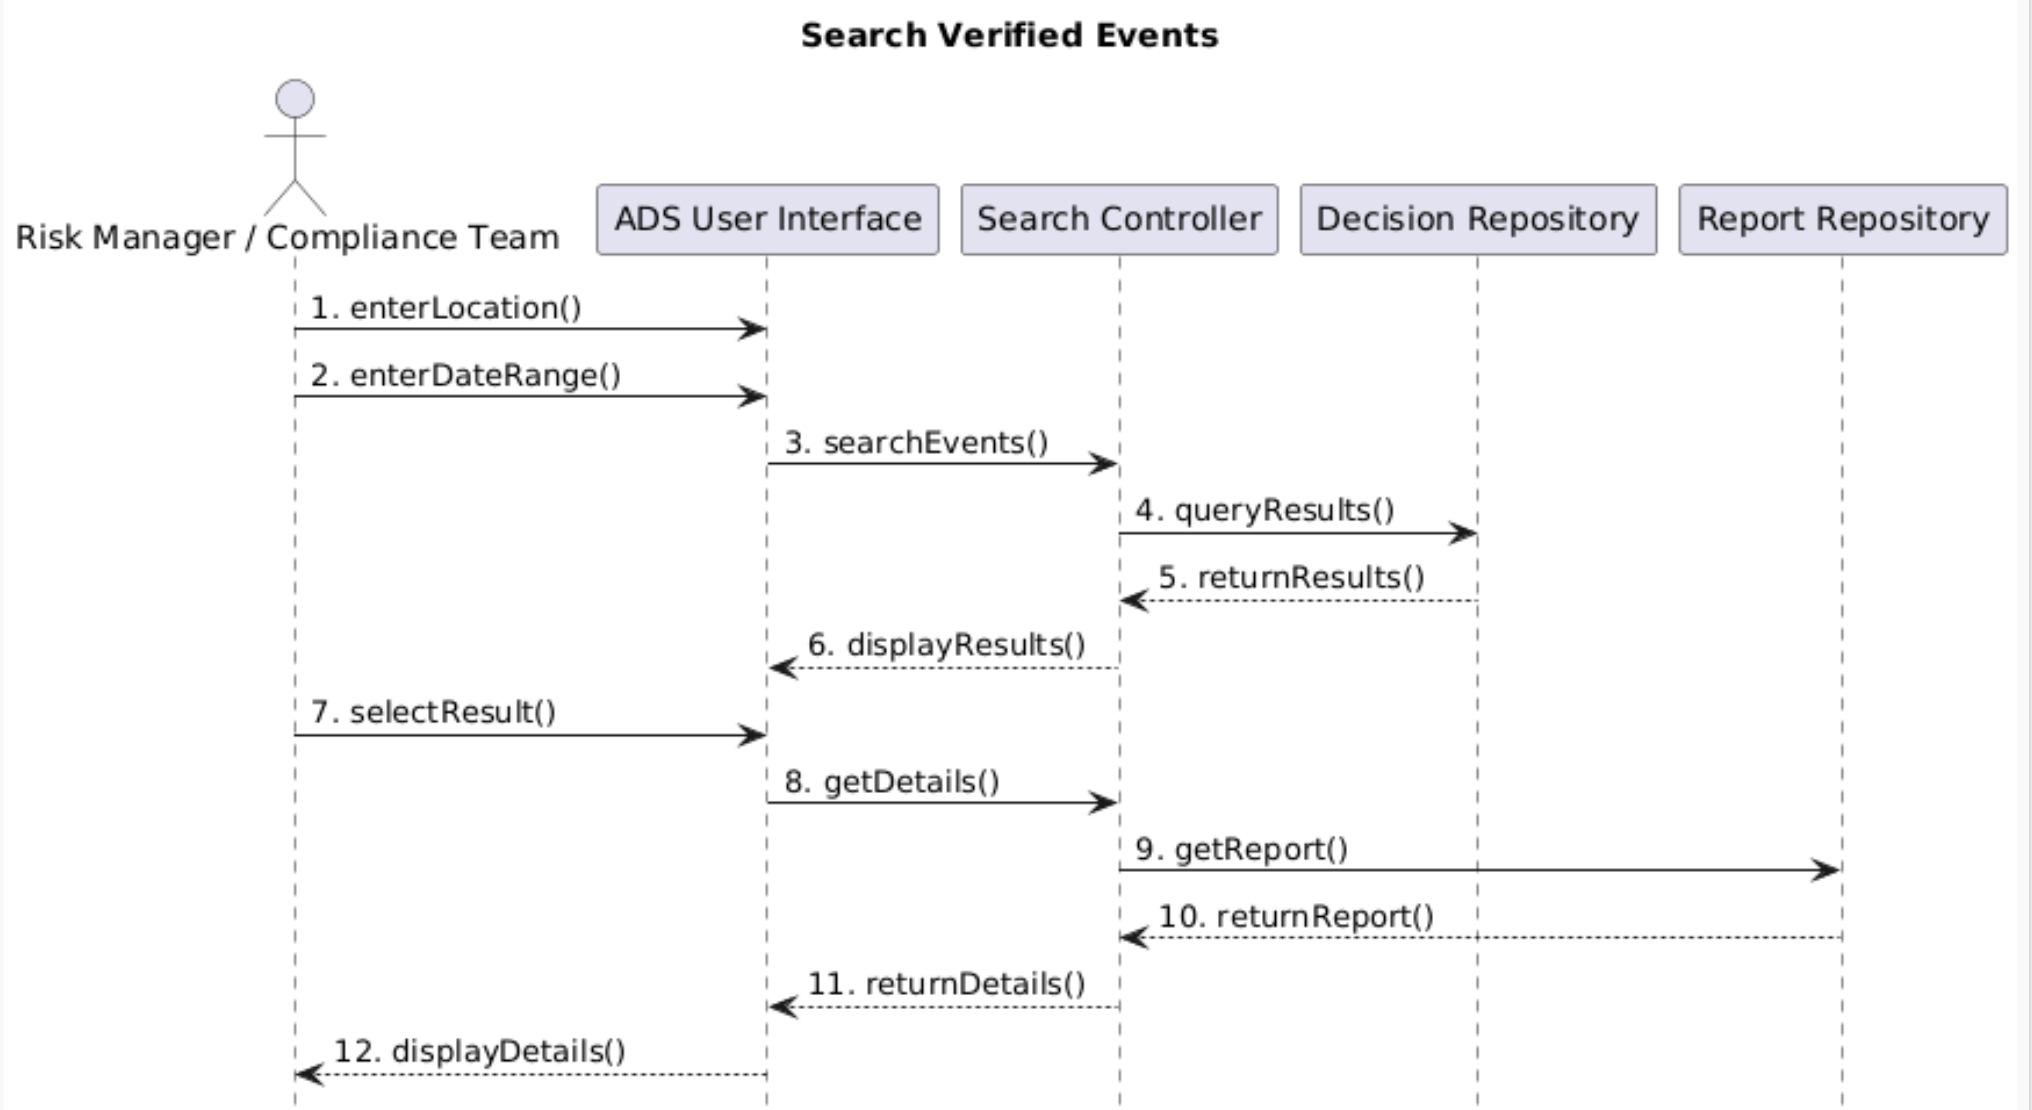 Search Verified Events
Risk Manager / Compliance Team
ADS User Interface
Search Controller
Decision Repository
Report Repository
1. enterLocation()
2. enterDateRange()
3. searchEvents()
4. queryResults()
5. returnResults()
6. displayResults()
7. selectResult()
8. getDetails()
9. getReport()
10. returnReport()
11. returnDetails()
12. displayDetails()